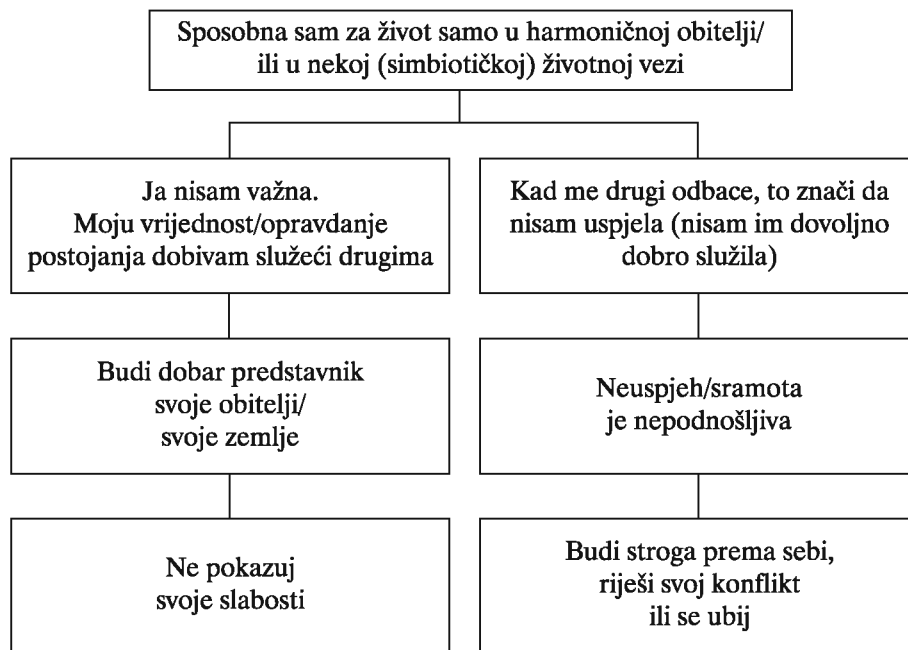 Sposobna sam za život samo u harmoničnoj obitelji/
ili u nekoj (simbiotičkoj) životnoj vezi
Ja nisam važna.
Moju vrijednost/opravdanje
postojanja dobivam služeći drugima
Kad me drugi odbace, to znači da
nisam uspjela (nisam im dovoljno
dobro služila)
Budi dobar predstavnik
svoje obitelji/
svoje zemlje
Neuspjeh/sramota
je nepodnošljiva
Ne pokazuj
svoje slabosti
Budi stroga prema sebi,
riješi svoj konflikt
ili se ubij